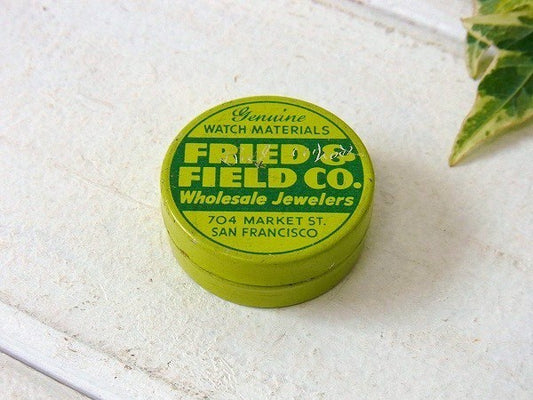 Genuine
WATCH MATERIALS
FRIED &
FIELD CO.
Wholesale Jewelers
704 MARKET ST.
SAN FRANCISCO